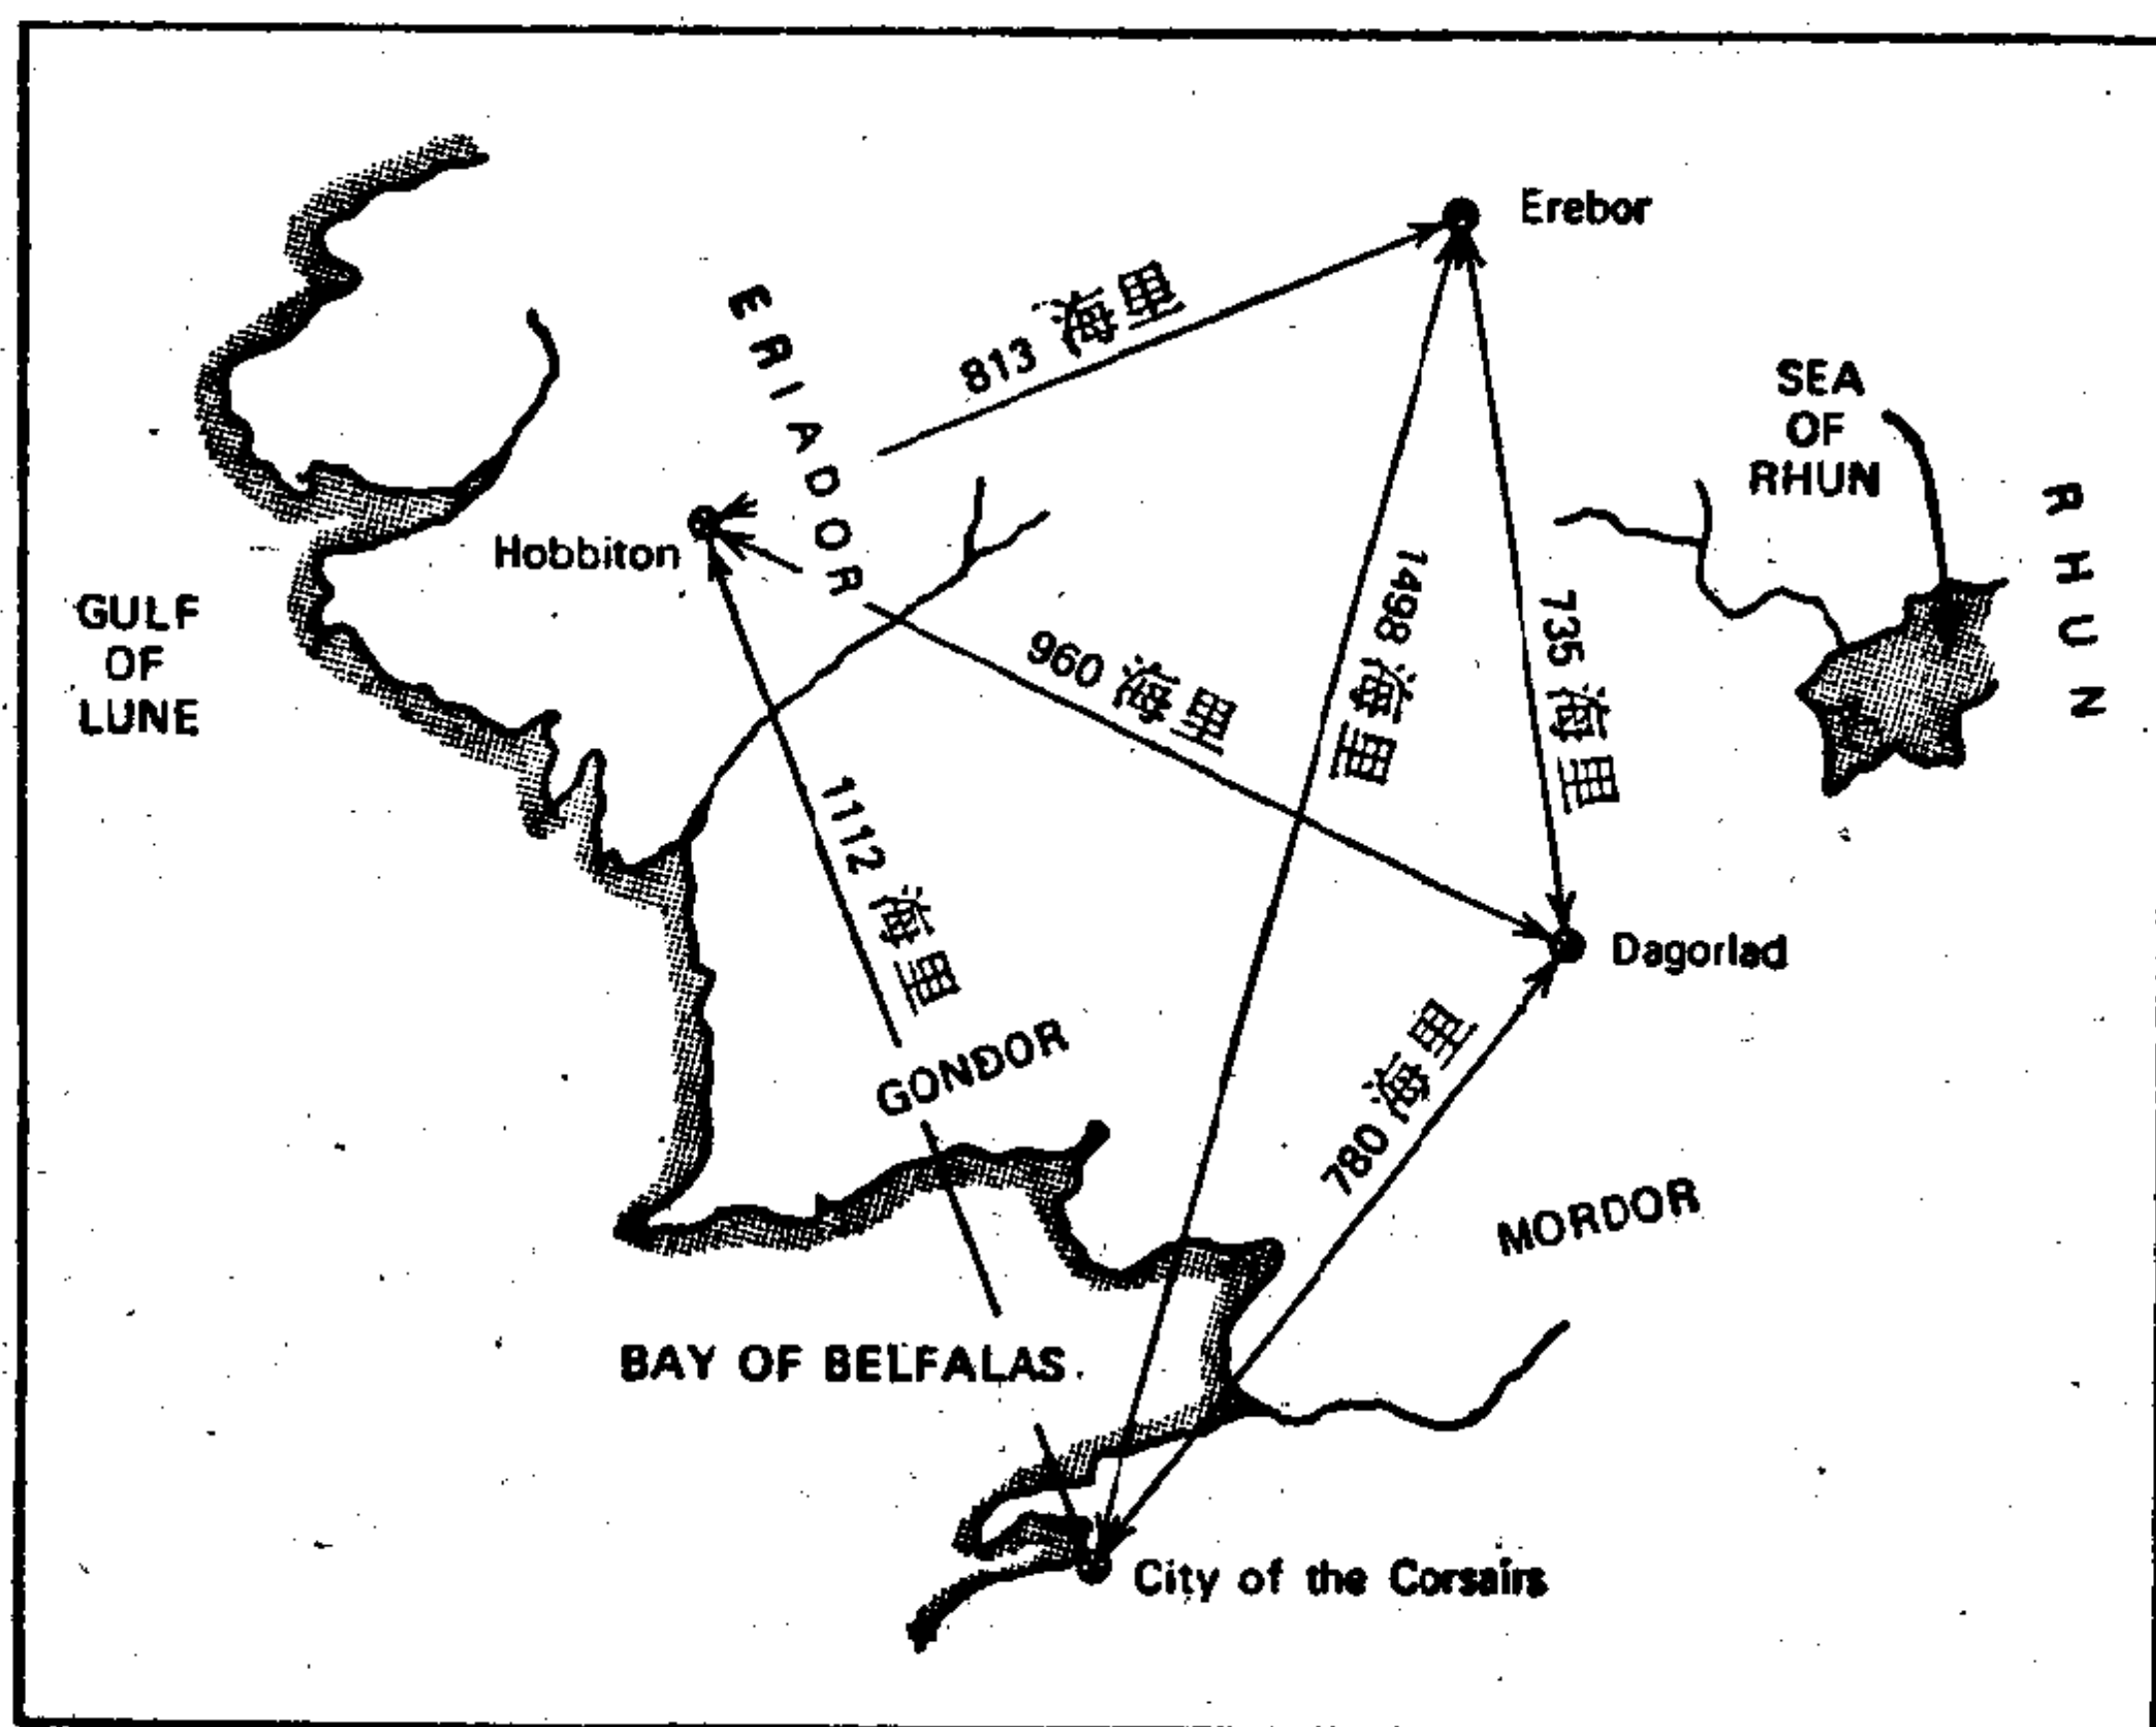 Erebor
ERIADOR
813 海里
SEA
OF
RHUN
RHUN
Hobbiton
GULF
OF
LUNE
960 海里
1498 海里
735 海里
1112 海里
Dagorlad
GONDOR
780 海里
MORDOR
BAY OF BELFALAS.
City of the Corsairs